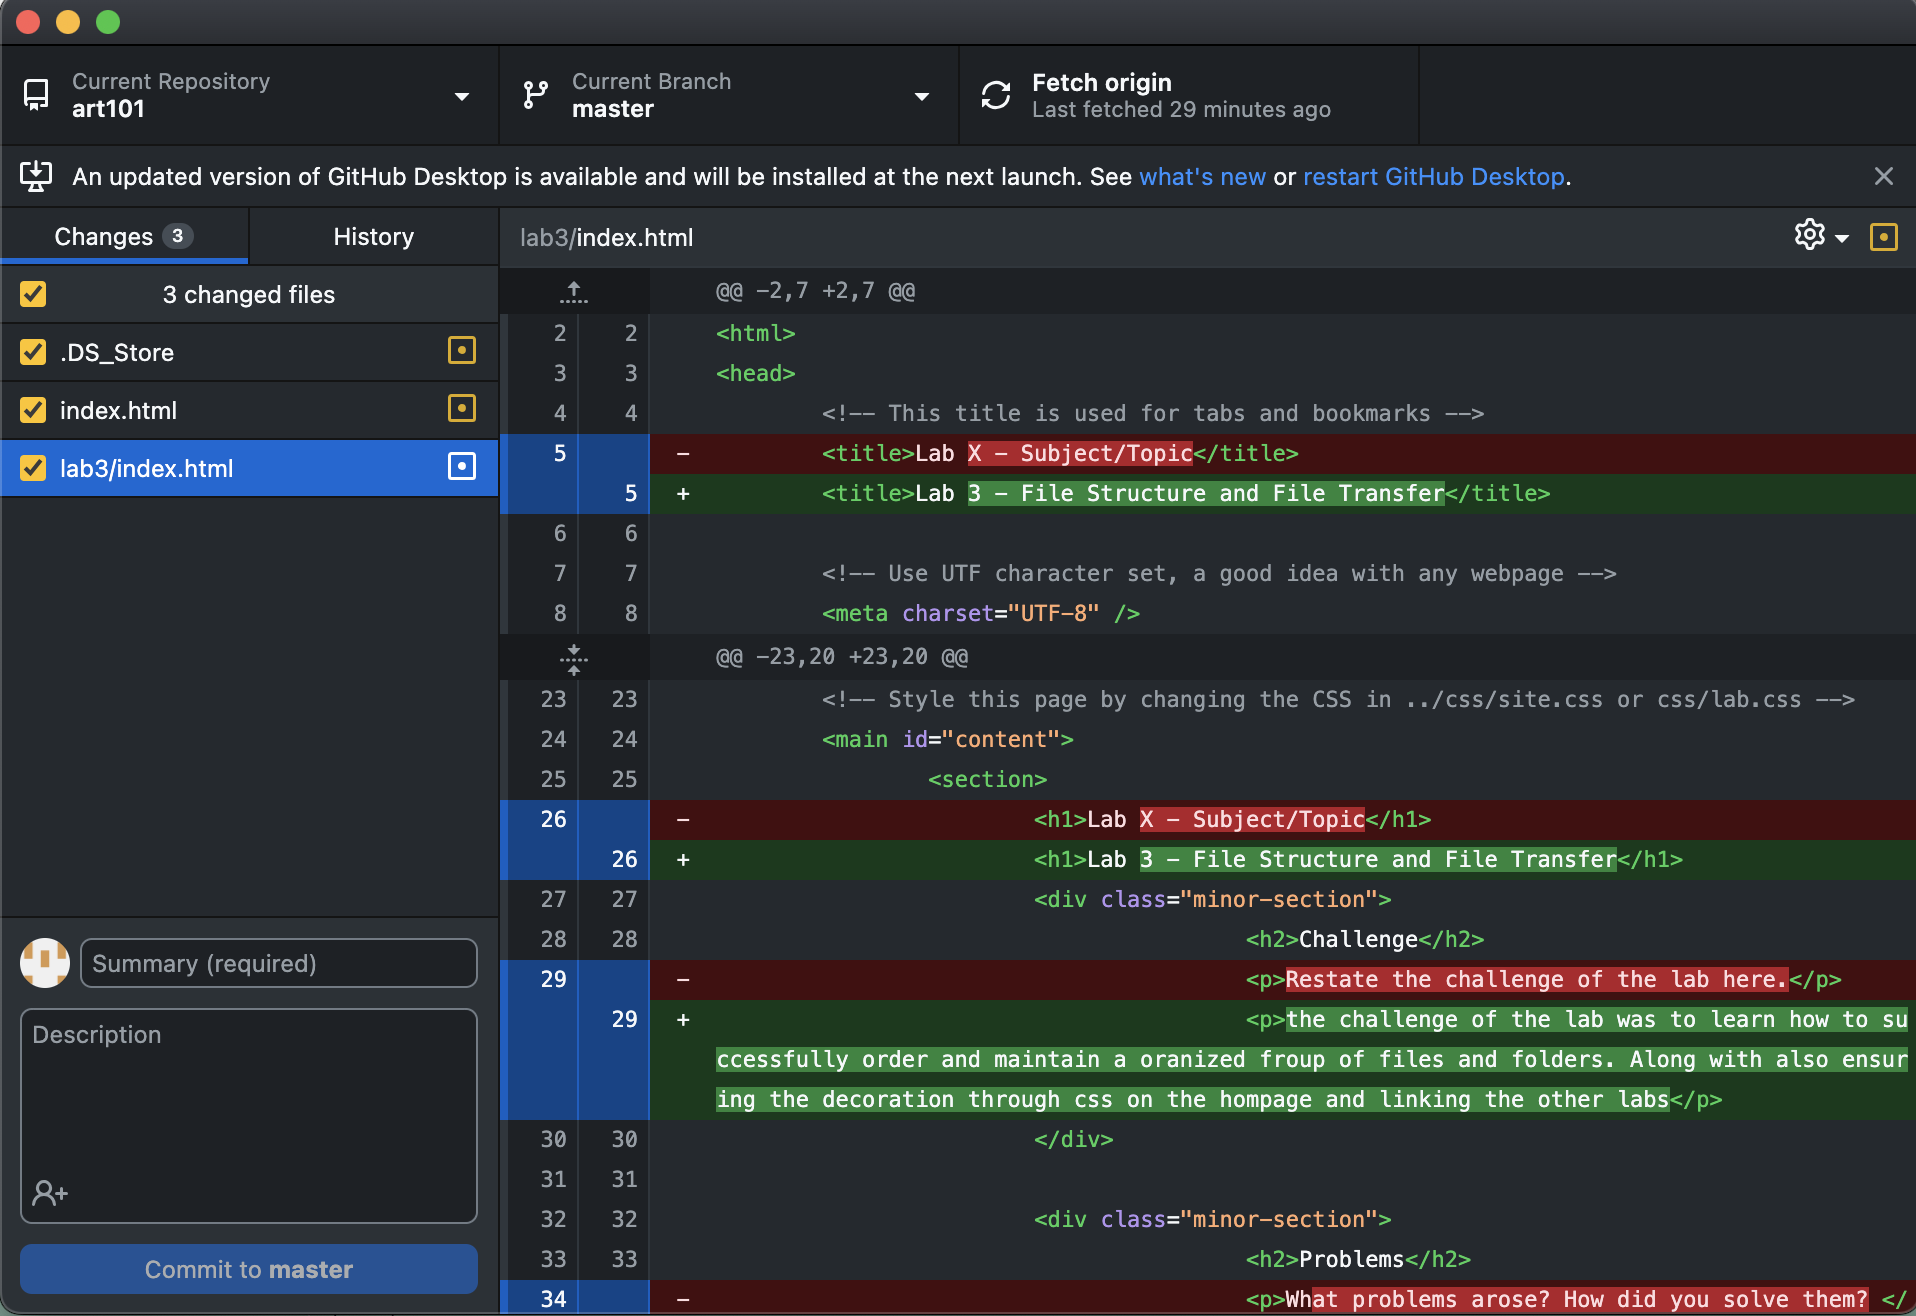 Current Repository
art101
Current Branch
master
Fetch origin
Last fetched 29 minutes ago
An updated version of GitHub Desktop is available and will be installed at the next launch. See what's new or restart GitHub Desktop.
Changes 3
History
3 changed files
.DS_Store
index.html
lab3/index.html
Summary (required)
Description
Commit to master
lab3/index.html
@@ -2,7 +2,7 @@
2 2 <html>
3 3 <head>
4 4 <!-- This title is used for tabs and bookmarks -->
5 - <title>Lab X - Subject/Topic</title>
5 + <title>Lab 3 - File Structure and File Transfer</title>
6 6
7 7 <!-- Use UTF character set, a good idea with any webpage -->
8 8 <meta charset="UTF-8" />
@@ -23,20 +23,20 @@
23 23 <!-- Style this page by changing the CSS in ../css/site.css or css/lab.css -->
24 24 <main id="content">
25 25 <section>
26 - <h1>Lab X - Subject/Topic</h1>
26 + <h1>Lab 3 - File Structure and File Transfer</h1>
27 27 <div class="minor-section">
28 28 <h2>Challenge</h2>
29 - <p>Restate the challenge of the lab here.</p>
29 + <p>the challenge of the lab was to learn how to su
ccessfully order and maintain a oranized froup of files and folders. Along with also ensur
ing the decoration through css on the hompage and linking the other labs</p>
30 30 </div>
31 31
32 32 <div class="minor-section">
33 33 <h2>Problems</h2>
34 - <p>What problems arose? How did you solve them? </